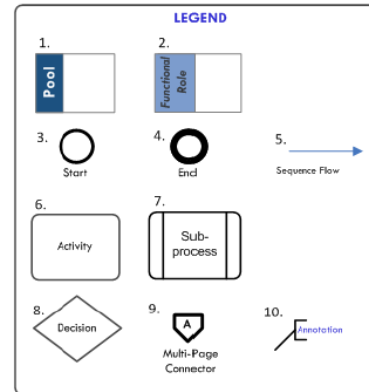 LEGEND
1.
Pool
2.
Functional
Role
3.
Start
4.
End
5.
Sequence Flow
6.
Activity
7.
Sub-
process
8.
Decision
9.
A
Multi-Page
Connector
10.
Annotation